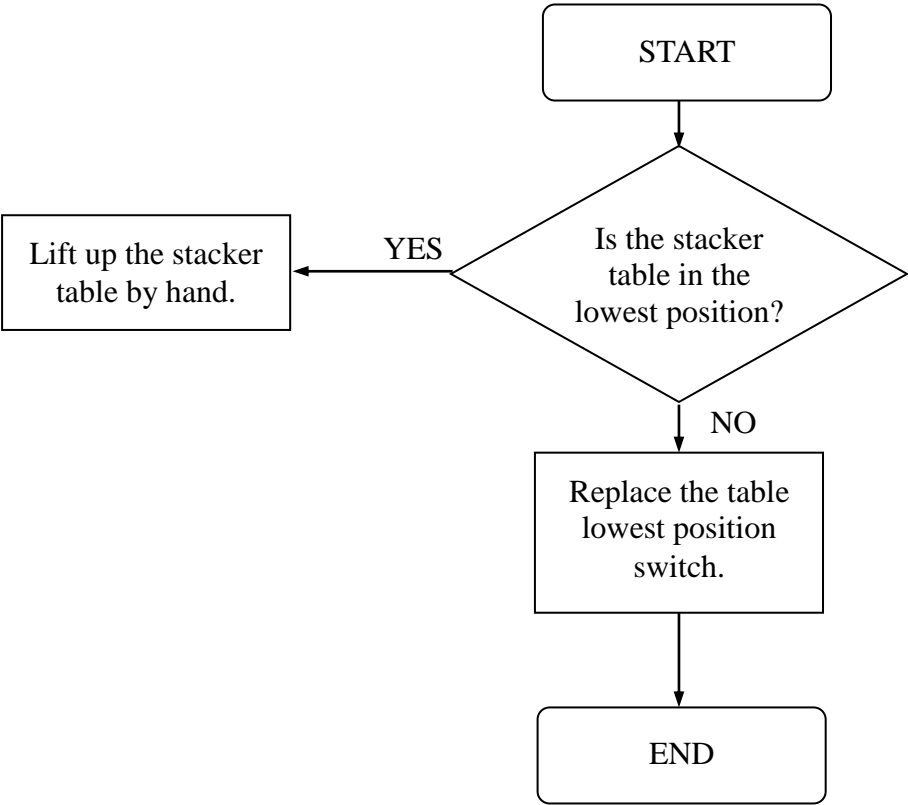 START
Is the stacker
table in the
lowest position?
YES
Lift up the stacker
table by hand.
NO
Replace the table
lowest position
switch.
END